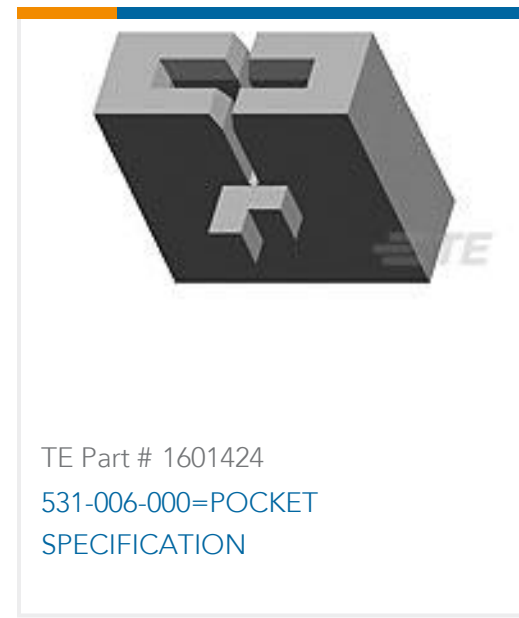 TE
TE Part # 1601424
531-006-000=POCKET
SPECIFICATION